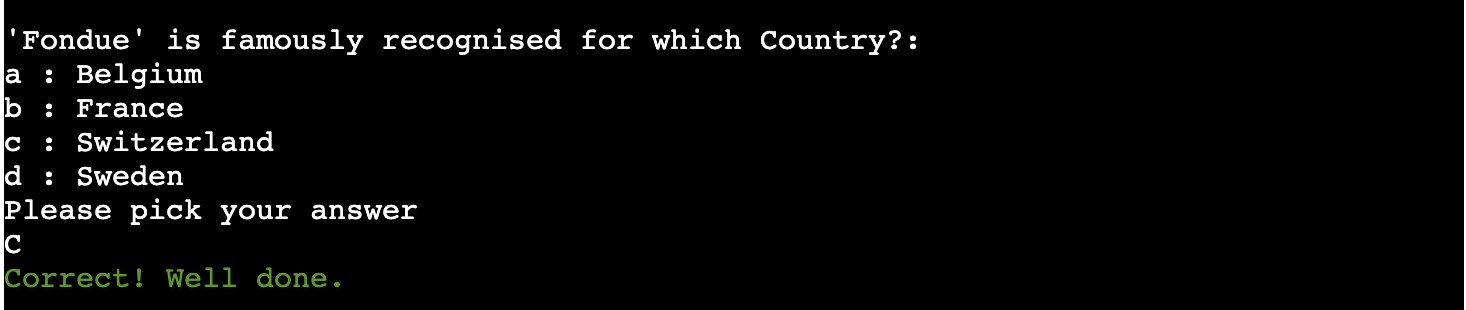 'Fondue' is famously recognised for which Country?:
a : Belgium
b : France
c : Switzerland
d : Sweden
Please pick your answer
C
Correct! Well done.